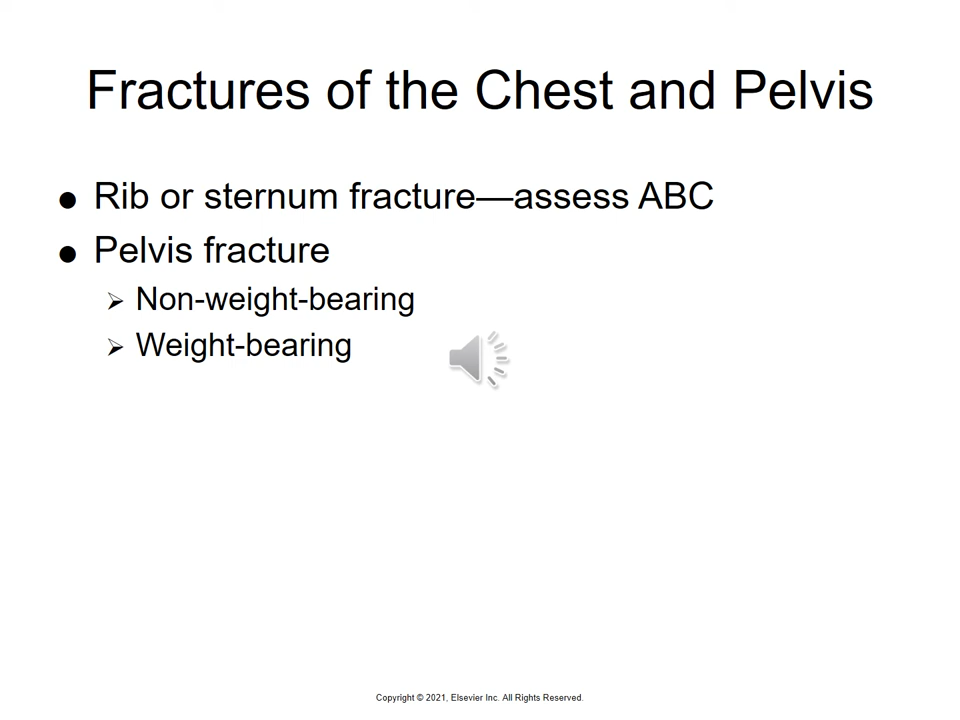 Fractures of the Chest and Pelvis
● Rib or sternum fracture—assess ABC
● Pelvis fracture
➢ Non-weight-bearing
➢ Weight-bearing
Copyright © 2021, Elsevier Inc. All Rights Reserved.